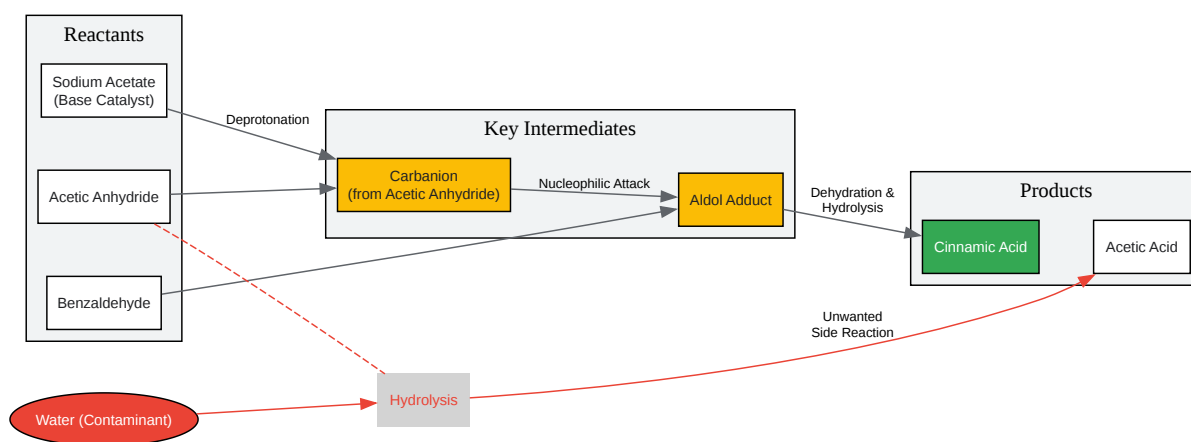 Reactants
Sodium Acetate
(Base Catalyst)
Deprotonation
Acetic Anhydride
Benzaldehyde
Key Intermediates
Carbanion
(from Acetic Anhydride)
Nucleophilic Attack
Aldol Adduct
Dehydration &
Hydrolysis
Products
Cinnamic Acid
Acetic Acid
Unwanted
Side Reaction
Hydrolysis
Water (Contaminant)